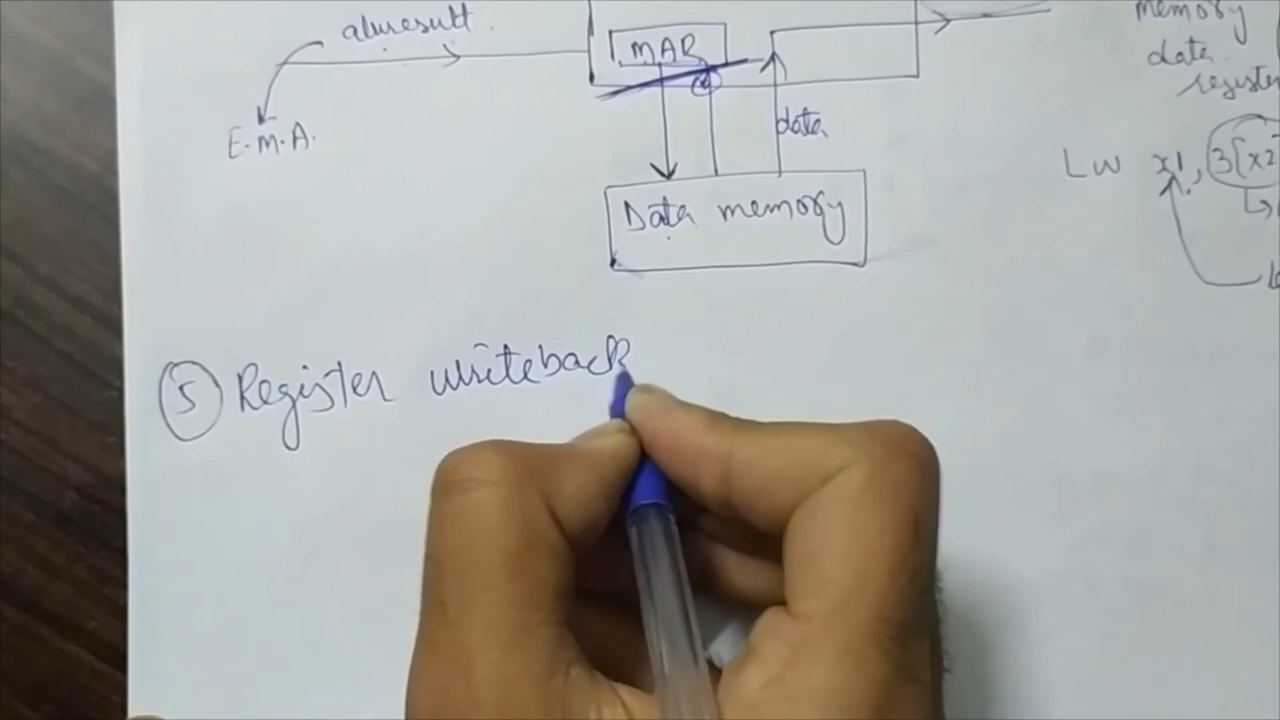 aluresult
E.M.A.
MAR
data
Data memory
memory
data
register
Lw x1, 3[x2
5 Register writeback